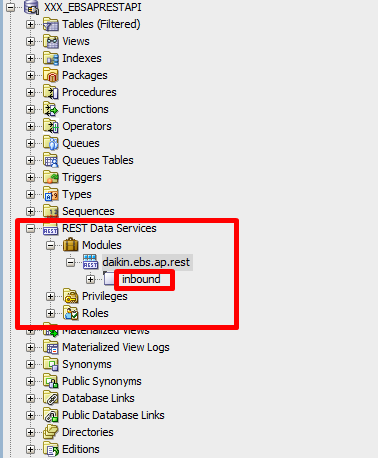 XXX_EBSAPRESTAPI
Tables (Filtered)
Views
Indexes
Packages
Procedures
Functions
Operators
Queues
Queues Tables
Triggers
Types
Sequences
REST Data Services
Modules
daikin.ebs.ap.rest
inbound
Privileges
Roles
Materialized Views
Materialized View Logs
Synonyms
Public Synonyms
Database Links
Public Database Links
Directories
Editions